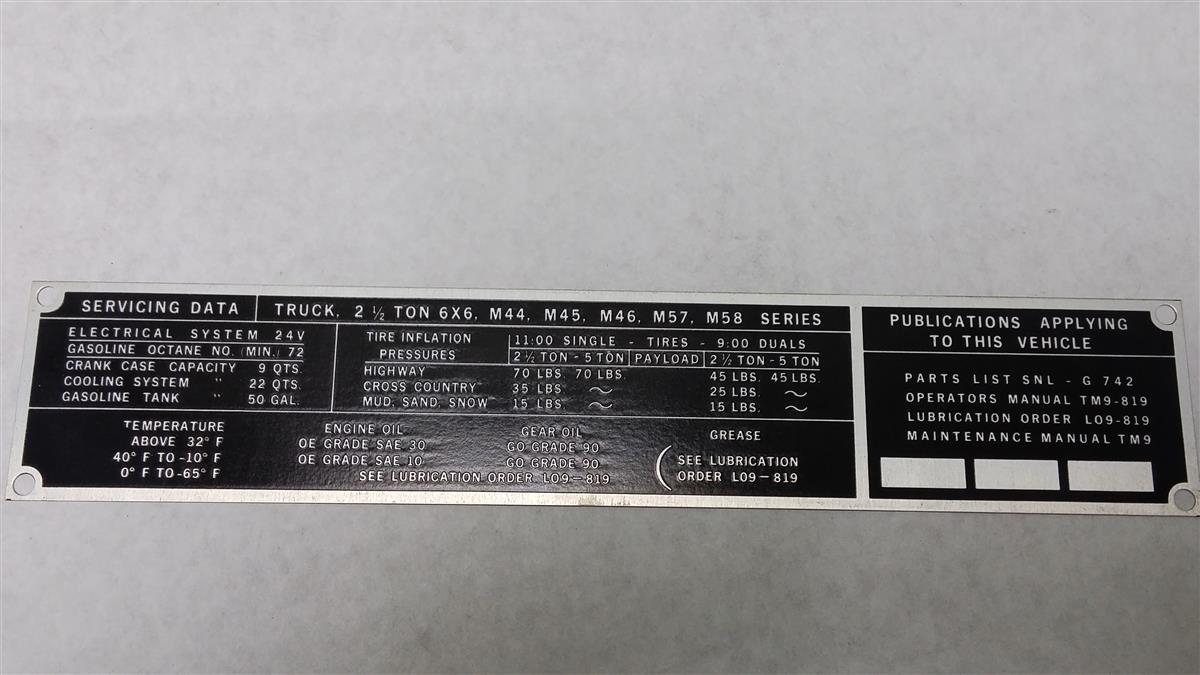 SERVICING DATA TRUCK, 2 ½ TON 6X6, M44, M45, M46, M57, M58 SERIES
ELECTRICAL SYSTEM 24V
GASOLINE OCTANE NO. (MIN.) 72
CRANK CASE CAPACITY 9 QTS.
COOLING SYSTEM " 22 QTS.
GASOLINE TANK " 50 GAL.
TIRE INFLATION PRESSURES
11:00 SINGLE - TIRES - 9:00 DUALS
2 ½ TON - 5 TON PAYLOAD 2 ½ TON - 5 TON
HIGHWAY 70 LBS. 70 LBS. 45 LBS. 45 LBS.
CROSS COUNTRY 35 LBS. ~ 25 LBS. ~
MUD, SAND, SNOW 15 LBS. ~ 15 LBS. ~
TEMPERATURE ENGINE OIL GEAR OIL GREASE
ABOVE 32° F OE GRADE SAE 30 GO GRADE 90
40° F TO -10° F OE GRADE SAE 10 GO GRADE 90
0° F TO -65° F SEE LUBRICATION ORDER LO9-819
( SEE LUBRICATION
ORDER LO9-819
PUBLICATIONS APPLYING
TO THIS VEHICLE
PARTS LIST SNL - G 742
OPERATORS MANUAL TM9-819
LUBRICATION ORDER LO9-819
MAINTENANCE MANUAL TM9